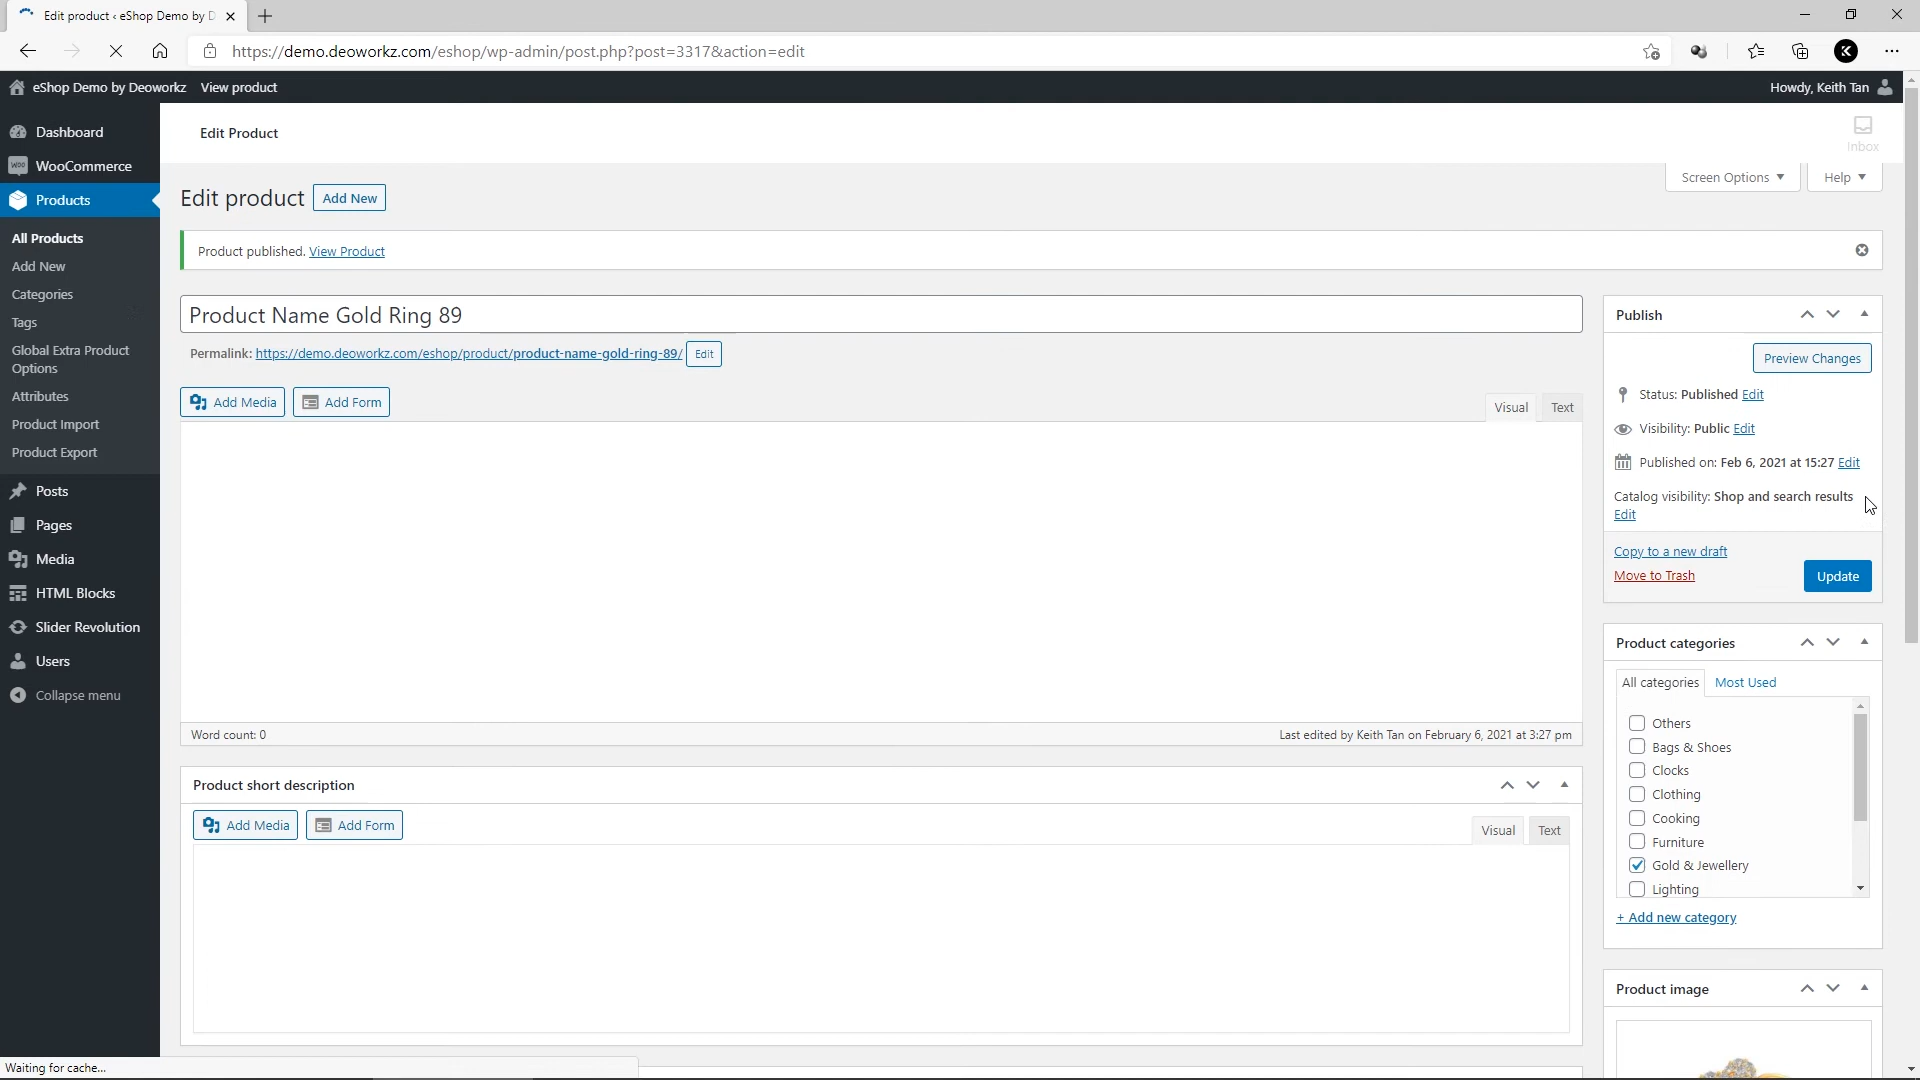 Edit product ‹ eShop Demo by D
https://demo.deoworkz.com/eshop/wp-admin/post.php?post=3317&action=edit
K
eShop Demo by Deoworkz View product
Howdy, Keith Tan
Dashboard
WooCommerce
Products
All Products
Add New
Categories
Tags
Global Extra Product
Options
Attributes
Product Import
Product Export
Posts
Pages
Media
HTML Blocks
Slider Revolution
Users
Collapse menu
Edit Product
Inbox
Screen Options
Help
Edit product Add New
Product published. View Product
Product Name Gold Ring 89
Permalink: https://demo.deoworkz.com/eshop/product/product-name-gold-ring-89/ Edit
Add Media Add Form
Visual Text
Word count: 0
Last edited by Keith Tan on February 6, 2021 at 3:27 pm
Product short description
Add Media Add Form
Visual Text
Publish
Preview Changes
Status: Published Edit
Visibility: Public Edit
Published on: Feb 6, 2021 at 15:27 Edit
Catalog visibility: Shop and search results
Edit
Copy to a new draft
Move to Trash
Update
Product categories
All categories Most Used
Others
Bags & Shoes
Clocks
Clothing
Cooking
Furniture
Gold & Jewellery
Lighting
+ Add new category
Product image
Waiting for cache...